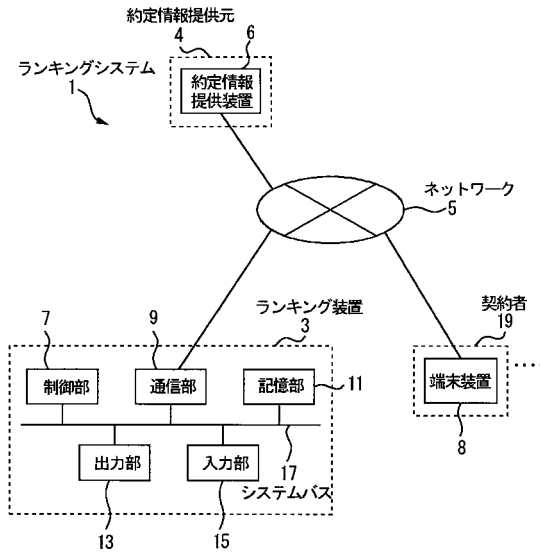 約定情報提供元
4
6
ランキングシステム
1
約定情報
提供装置
ネットワーク
5
ランキング装置
3
契約者
19
7
9
制御部
通信部
記憶部
11
端末装置
8
出力部
入力部
17
システムバス
13
15